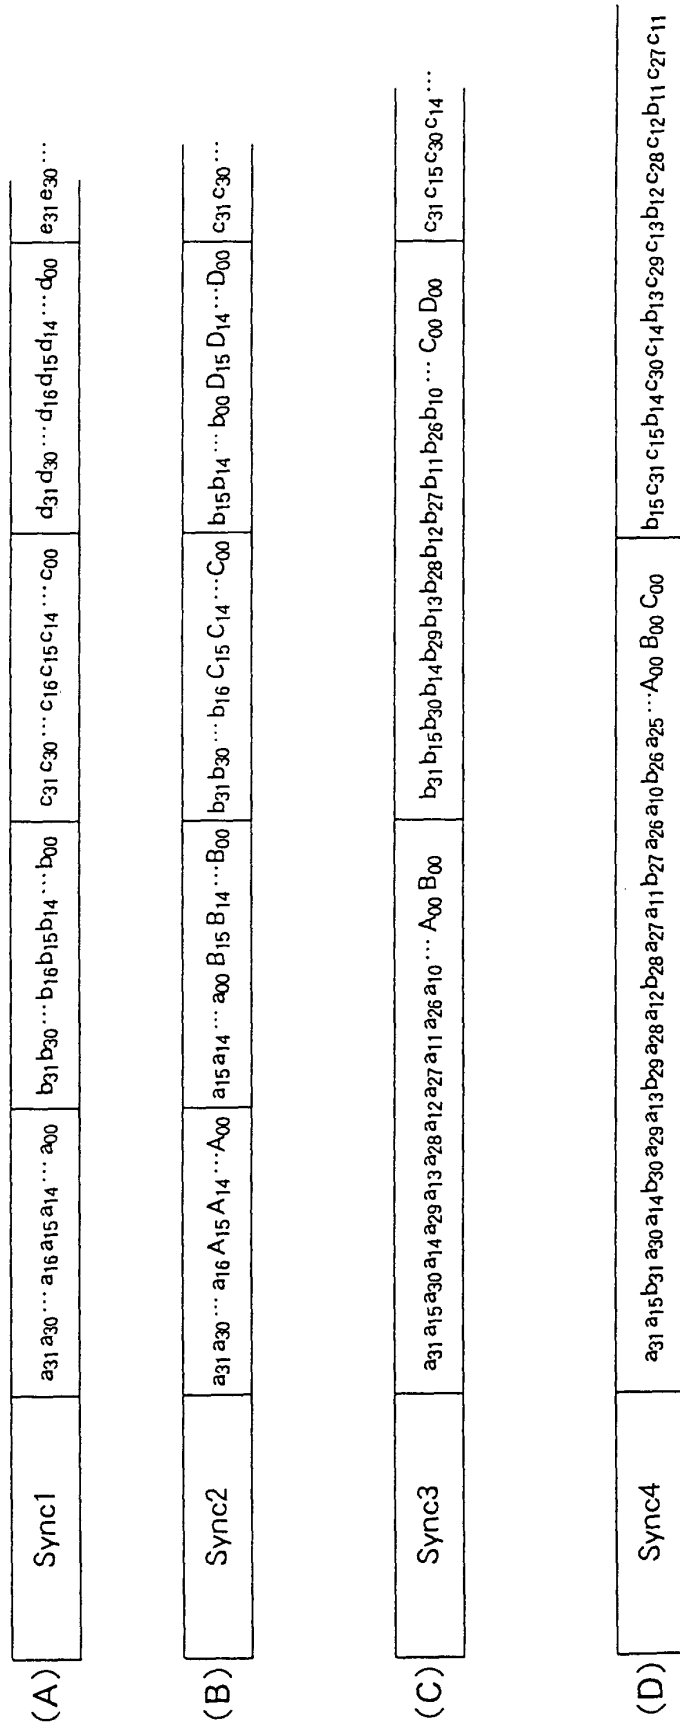 (A) Sync1 a31 a30 ⋯ a16 a15 a14 ⋯ a00 b31 b30 ⋯ b16 b15 b14 ⋯ b00 c31 c30 ⋯ c16 c15 c14 ⋯ c00 d31 d30 ⋯ d16 d15 d14 ⋯ d00 e31 e30 ⋯
(B) Sync2 a31 a30 ⋯ a16 A15 A14 ⋯ A00 a15 a14 ⋯ a00 B15 B14 ⋯ B00 b31 b30 ⋯ b16 C15 C14 ⋯ C00 b15 b14 ⋯ b00 D15 D14 ⋯ D00 c31 c30 ⋯
(C) Sync3 a31 a15 a30 a14 a29 a13 a28 a12 a27 a11 a26 a10 ⋯ A00 B00 b31 b15 b30 b14 b29 b13 b28 b12 b27 b11 b26 b10 ⋯ C00 D00 c31 c15 c30 c14 ⋯
(D) Sync4 a31 a15 b31 a30 a14 b30 a29 a13 b29 a28 a12 b28 a27 a11 b27 a26 a10 b26 a25 ⋯ A00 B00 C00 b15 c31 c15 b14 c30 c14 b13 c29 c13 b12 c28 c12 b11 c27 c11